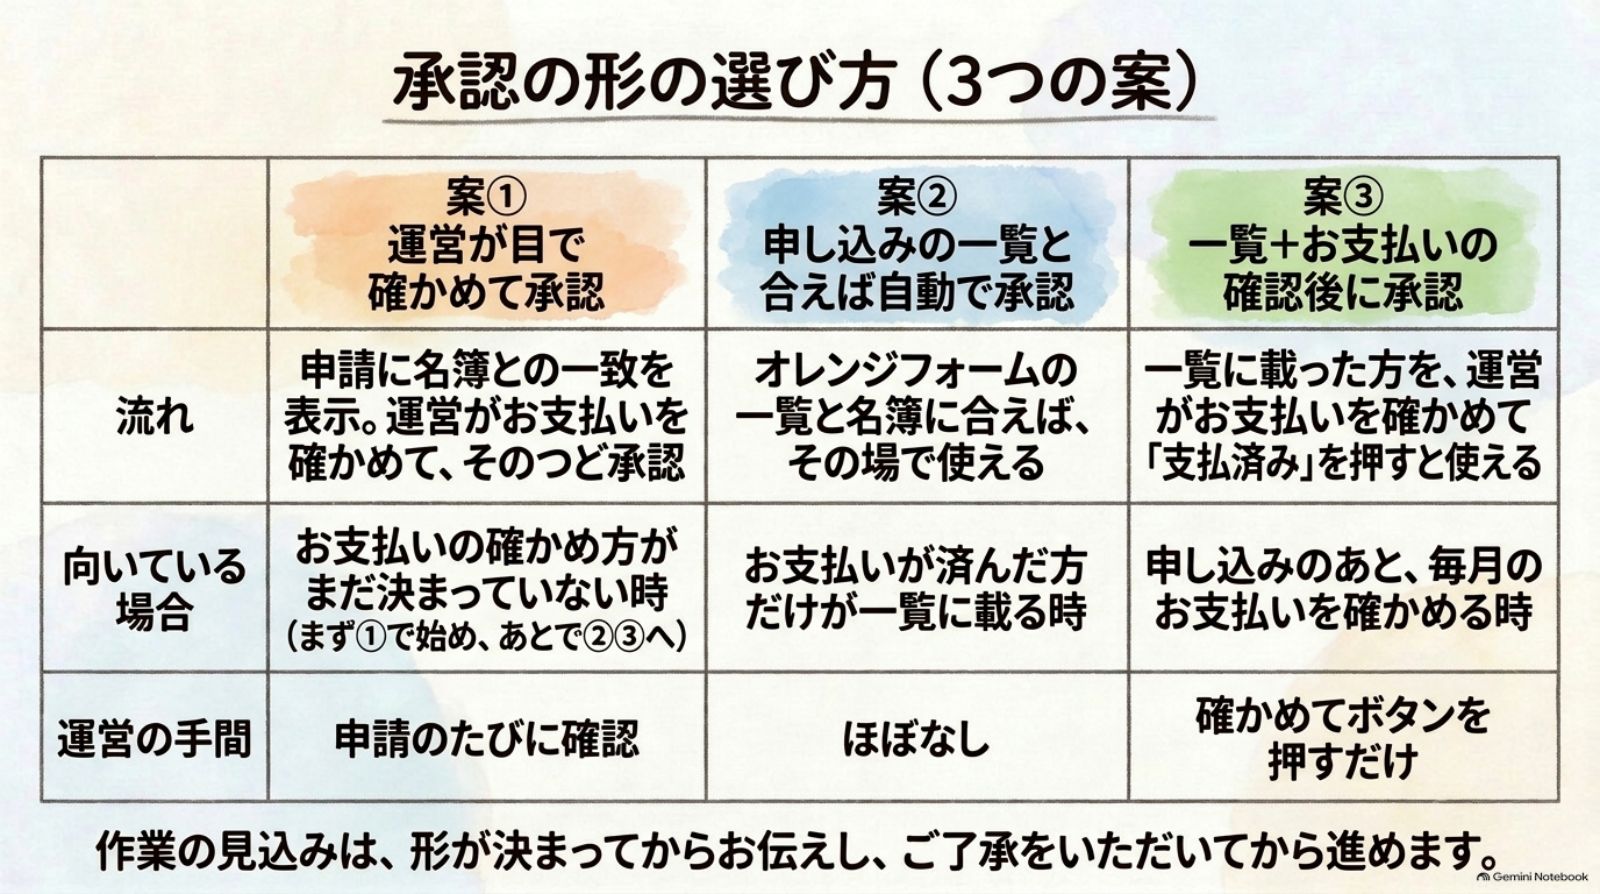 承認の形の選び方（3つの案）
案①
運営が目で
確かめて承認
案②
申し込みの一覧と
合えば自動で承認
案③
一覧＋お支払いの
確認後に承認
流れ
申請に名簿との一致を
表示。運営がお支払いを
確かめて、そのつど承認
オレンジフォームの
一覧と名簿に合えば、
その場で使える
一覧に載った方を、運営
がお支払いを確かめて
「支払済み」を押すと使える
向いている
場合
お支払いの確かめ方が
まだ決まっていない時
（まず①で始め、あとで②③へ）
お支払いが済んだ方
だけが一覧に載る時
申し込みのあと、毎月の
お支払いを確かめる時
運営の手間
申請のたびに確認
ほぼなし
確かめてボタンを
押すだけ
作業の見込みは、形が決まってからお伝えし、ご了承をいただいてから進めます。
Gemini Notebook